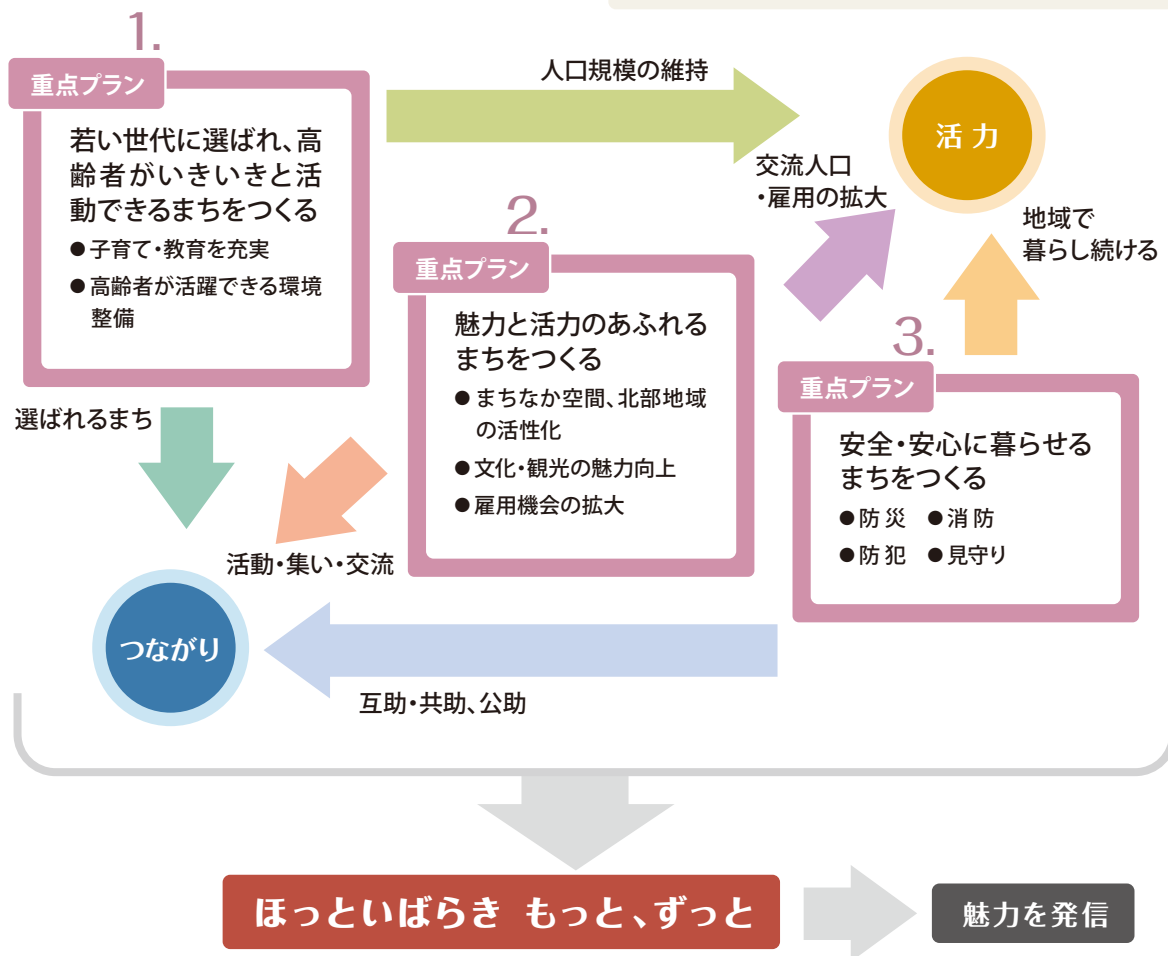 1.
重点プラン
若い世代に選ばれ、高
齢者がいきいきと活
動できるまちをつくる
●子育て・教育を充実
●高齢者が活躍できる環境
整備
人口規模の維持
活力
交流人口
・雇用の拡大
地域で
暮らし続ける
2.
重点プラン
魅力と活力のあふれる
まちをつくる
●まちなか空間、北部地域
の活性化
●文化・観光の魅力向上
●雇用機会の拡大
3.
重点プラン
安全・安心に暮らせる
まちをつくる
●防災 ●消防
●防犯 ●見守り
選ばれるまち
活動・集い・交流
つながり
互助・共助、公助
ほっといばらき もっと、ずっと
魅力を発信